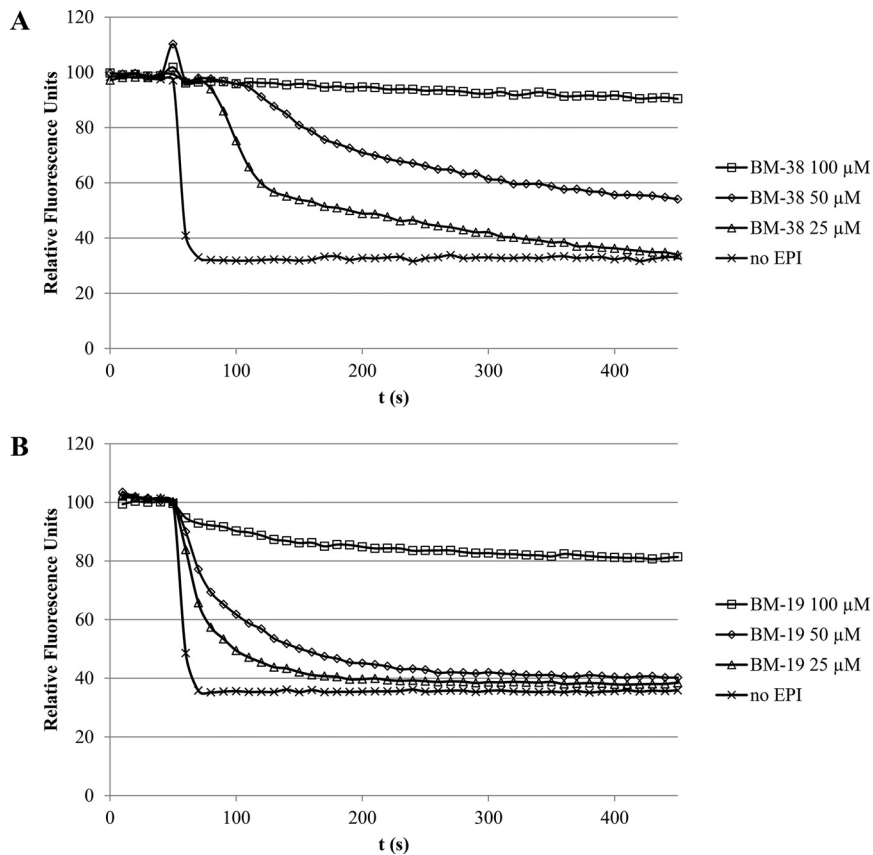 A
120
100
80
60
40
20
0
Relative Fluorescence Units
0 100 200 300 400
t (s)
BM-38 100 µM
BM-38 50 µM
BM-38 25 µM
no EPI
B
120
100
80
60
40
20
0
Relative Fluorescence Units
0 100 200 300 400
t (s)
BM-19 100 µM
BM-19 50 µM
BM-19 25 µM
no EPI